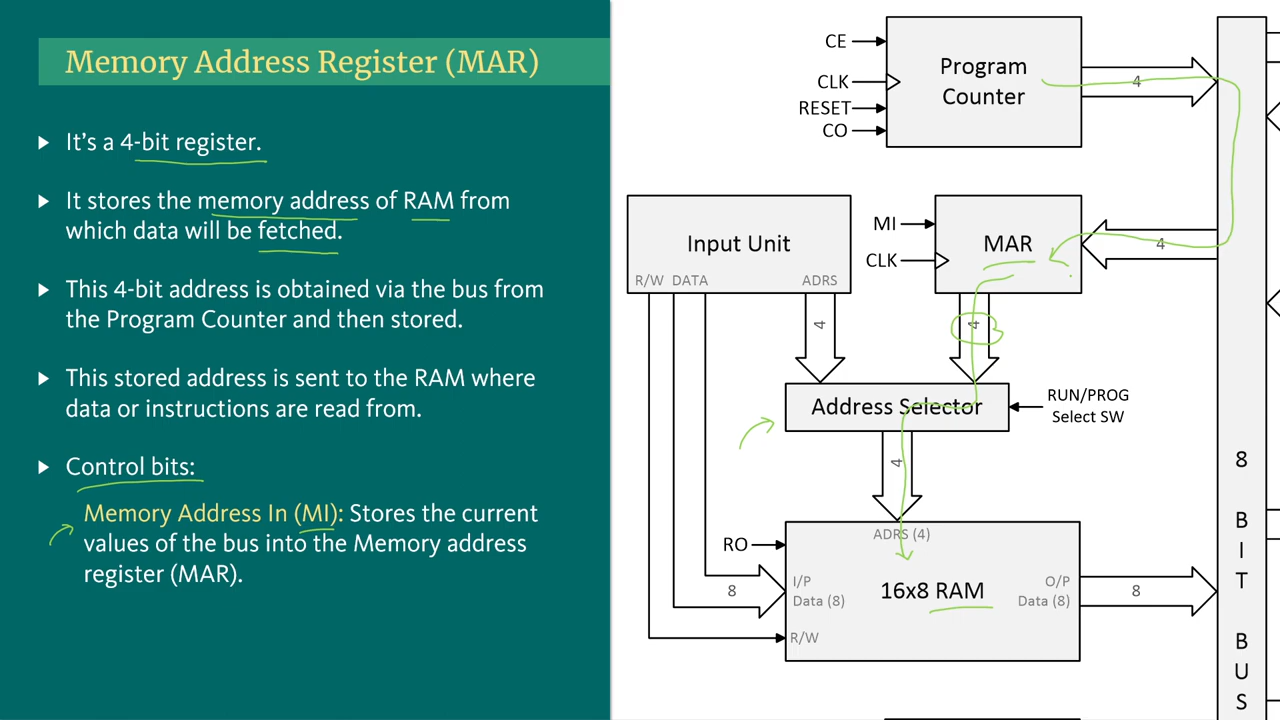 Memory Address Register (MAR)
It's a 4-bit register.
It stores the memory address of RAM from
which data will be fetched.
This 4-bit address is obtained via the bus from
the Program Counter and then stored.
This stored address is sent to the RAM where
data or instructions are read from.
Control bits:
Memory Address In (MI): Stores the current
values of the bus into the Memory address
register (MAR).
CE
CLK
RESET
CO
Program
Counter
4
Input Unit
R/W DATA ADRS
MI
CLK
MAR
4
4
4
Address Selector
RUN/PROG
Select SW
4
ADRS (4)
RO
8
I/P
Data (8)
R/W
16x8 RAM
O/P
Data (8)
8
8
B
I
T
B
U
S